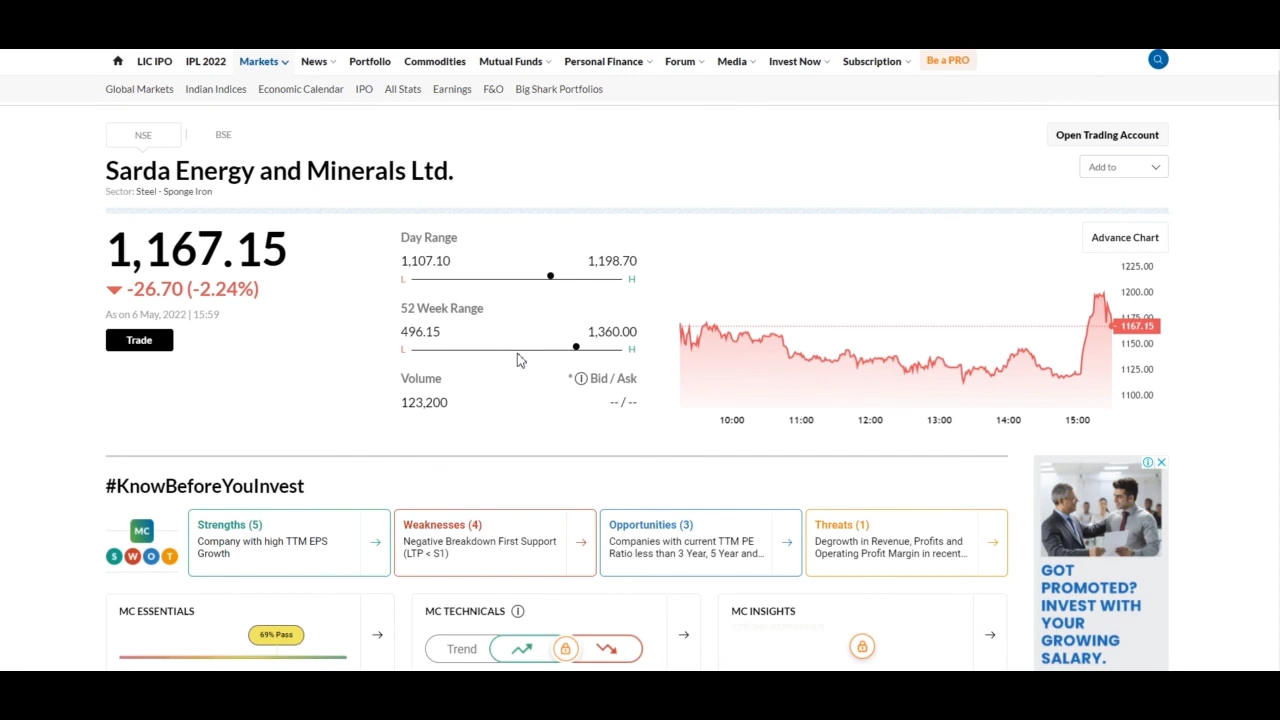 LIC IPO IPL 2022 Markets News Portfolio Commodities Mutual Funds Personal Finance Forum Media Invest Now Subscription Be a PRO
Global Markets Indian Indices Economic Calendar IPO All Stats Earnings F&O Big Shark Portfolios
NSE BSE
Open Trading Account
Sarda Energy and Minerals Ltd.
Add to
Sector: Steel - Sponge Iron
1,167.15
-26.70 (-2.24%)
As on 6 May, 2022 | 15:59
Trade
Day Range
1,107.10 1,198.70
L H
52 Week Range
496.15 1,360.00
L H
Volume * Bid / Ask
123,200 -- / --
Advance Chart
1225.00
1200.00
1175.00
1167.15
1150.00
1125.00
1100.00
10:00 11:00 12:00 13:00 14:00 15:00
#KnowBeforeYouInvest
MC
S W O T
Strengths (5)
Company with high TTM EPS
Growth
Weaknesses (4)
Negative Breakdown First Support
(LTP < S1)
Opportunities (3)
Companies with current TTM PE
Ratio less than 3 Year, 5 Year and...
Threats (1)
Degrowth in Revenue, Profits and
Operating Profit Margin in recent...
MC ESSENTIALS
69% Pass
MC TECHNICALS
Trend
MC INSIGHTS
GOT
PROMOTED?
INVEST WITH
YOUR
GROWING
SALARY.